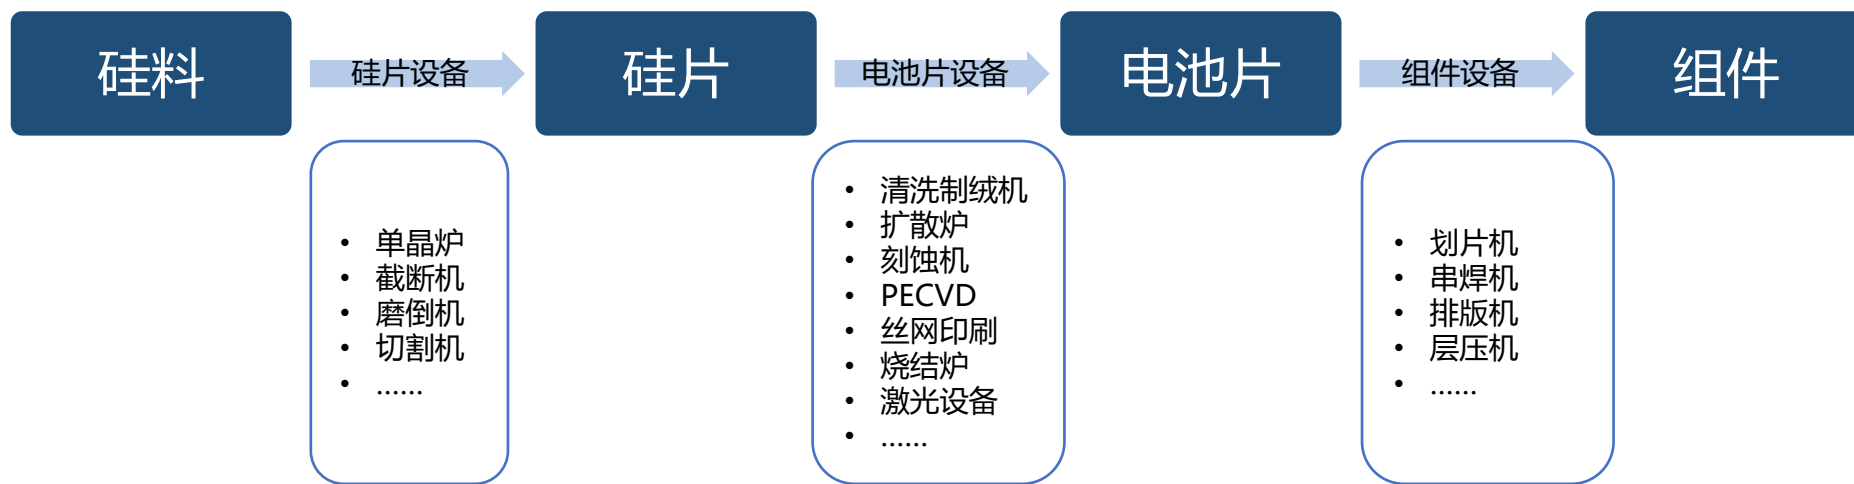 硅料
硅片设备
硅片
电池片设备
电池片
组件设备
组件
• 单晶炉
• 截断机
• 磨倒机
• 切割机
• ......
• 清洗制绒机
• 扩散炉
• 刻蚀机
• PECVD
• 丝网印刷
• 烧结炉
• 激光设备
• ......
• 划片机
• 串焊机
• 排版机
• 层压机
• ......